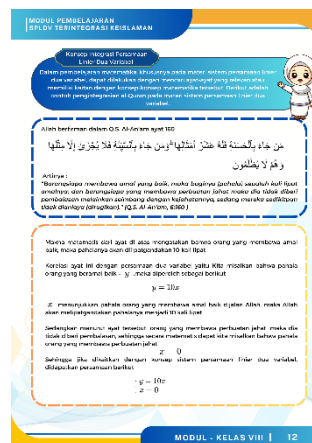 MODUL PEMBELAJARAN
SPLDV TERINTEGRASI KEISLAMAN
Konsep Integrasi Persamaan
Linier Dua Variabel
Dalam pembelajaran matematika khususnya pada materi sistem persamaan linier
dua variabel, dapat dilakukan dengan mencari ayat-ayat yang relevan atau
memiliki kaitan dengan konsep-konsep matematika tersebut. Berikut adalah
contoh pengintegrasian al-Quran pada materi sistem persamaan linier dua
variabel.
Allah berfirman dalam Q.S. Al-An'am ayat 160
مَن جَاءَ بِالْحَسَنَةِ فَلَهُ عَشْرُ أَمْثَالِهَا وَمَن جَاءَ بِالسَّيِّئَةِ فَلَا يُجْزَىٰ إِلَّا مِثْلَهَا
وَهُمْ لَا يُظْلَمُونَ
Artinya :
"Barangsiapa membawa amal yang baik, maka baginya (pahala) sepuluh kali lipat
amalnya; dan barangsiapa yang membawa perbuatan jahat maka dia tidak diberi
pembalasan melainkan seimbang dengan kejahatannya, sedang mereka sedikitpun
tidak dianiaya (dirugikan)." (Q.S. Al-An'am, 6:160)
Makna matematis dari ayat di atas mengatakan bahwa orang yang membawa amal
baik, maka pahalanya akan dilipatgandakan 10 kali lipat.
Korelasi ayat ini dengan persamaan dua variabel yaitu Kita misalkan bahwa pahala
orang yang beramal baik = y , maka diperoleh sebagai berikut
y = 10x
x menunjukkan pahala orang yang membawa amal baik di jalan Allah, maka Allah
akan melipatgandakan pahalanya menjadi 10 kali lipat
Sedangkan menurut ayat tersebut orang yang membawa perbuatan jahat maka dia
tidak diberi pembalasan, sehingga secara matematis dapat kita misalkan bahwa pahala
orang yang membawa perbuatan jahat
x = 0
Sehingga jika dikaitkan dengan konsep sistem persamaan linier dua variabel,
didapatkan persamaan berikut
y = 10x
x = 0
MODUL - KELAS VIII | 12